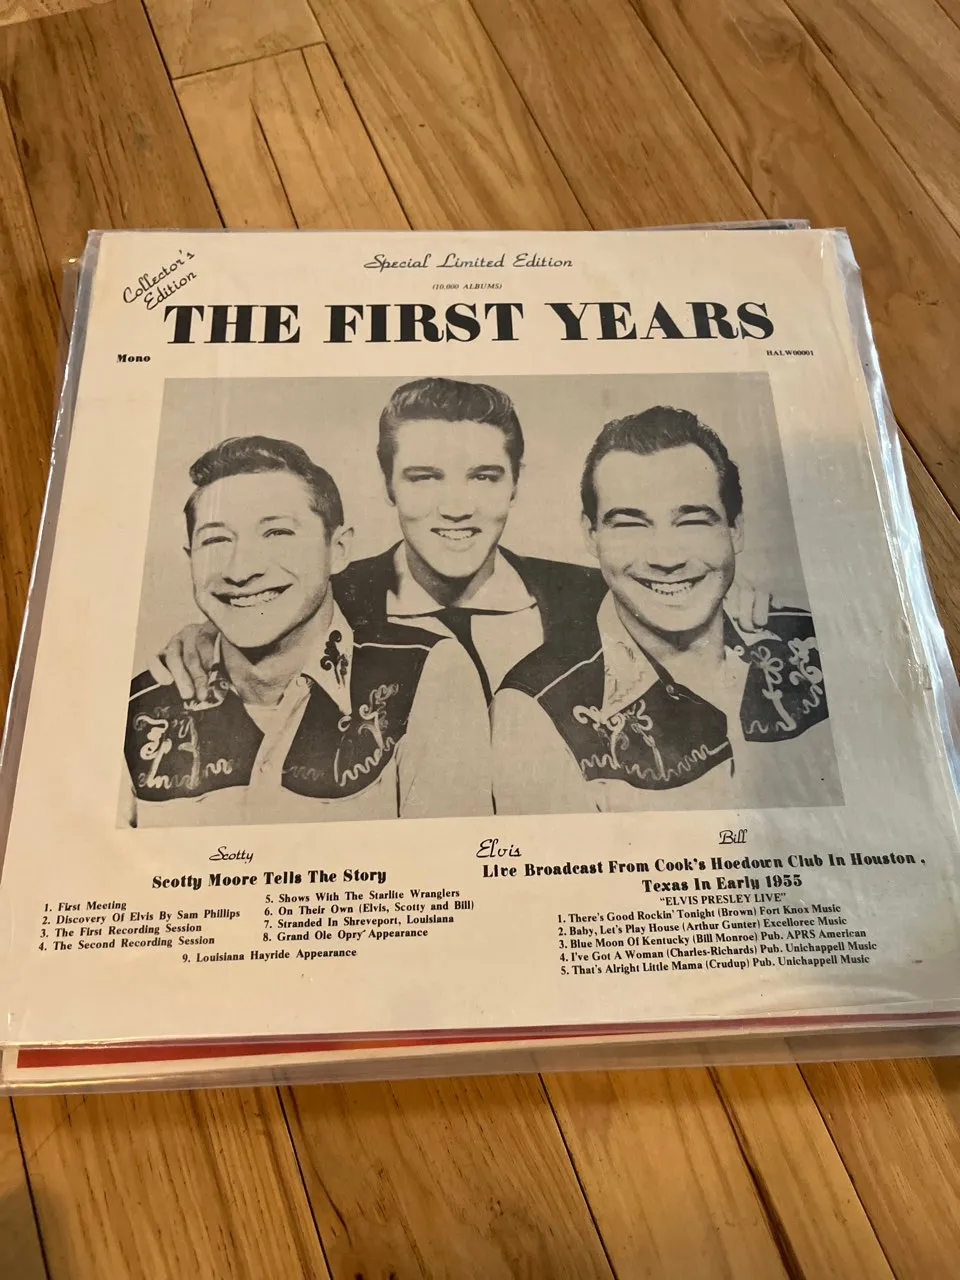 Collector's
Edition
Special Limited Edition
(10,000 ALBUMS)
THE FIRST YEARS
Mono
HALW00001
Scotty
Elvis
Bill
Scotty Moore Tells The Story
1. First Meeting
2. Discovery Of Elvis By Sam Phillips
3. The First Recording Session
4. The Second Recording Session
5. Shows With The Starlite Wranglers
6. On Their Own (Elvis, Scotty and Bill)
7. Stranded In Shreveport, Louisiana
8. Grand Ole Opry Appearance
9. Louisiana Hayride Appearance
Live Broadcast From Cook's Hoedown Club In Houston ,
Texas In Early 1955
"ELVIS PRESLEY LIVE"
1. There's Good Rockin' Tonight (Brown) Fort Knox Music
2. Baby, Let's Play House (Arthur Gunter) Excellorec Music
3. Blue Moon Of Kentucky (Bill Monroe) Pub. APRS American
4. I've Got A Woman (Charles-Richards) Pub. Unichappell Music
5. That's Alright Little Mama (Crudup) Pub. Unichappell Music